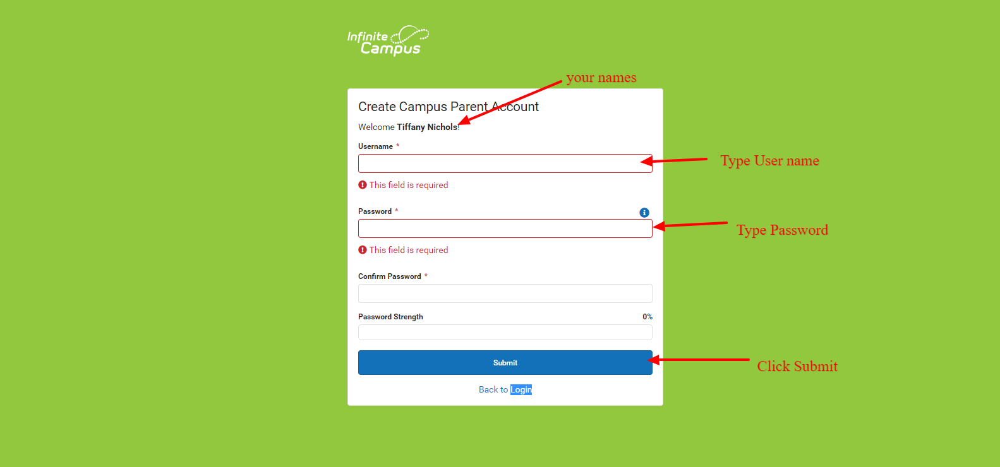 Infinite
Campus
your names
Create Campus Parent Account
Welcome Tiffany Nichols!
Username *
Type User name
This field is required
Password *
Type Password
This field is required
Confirm Password *
Password Strength 0%
Submit
Click Submit
Back to Login